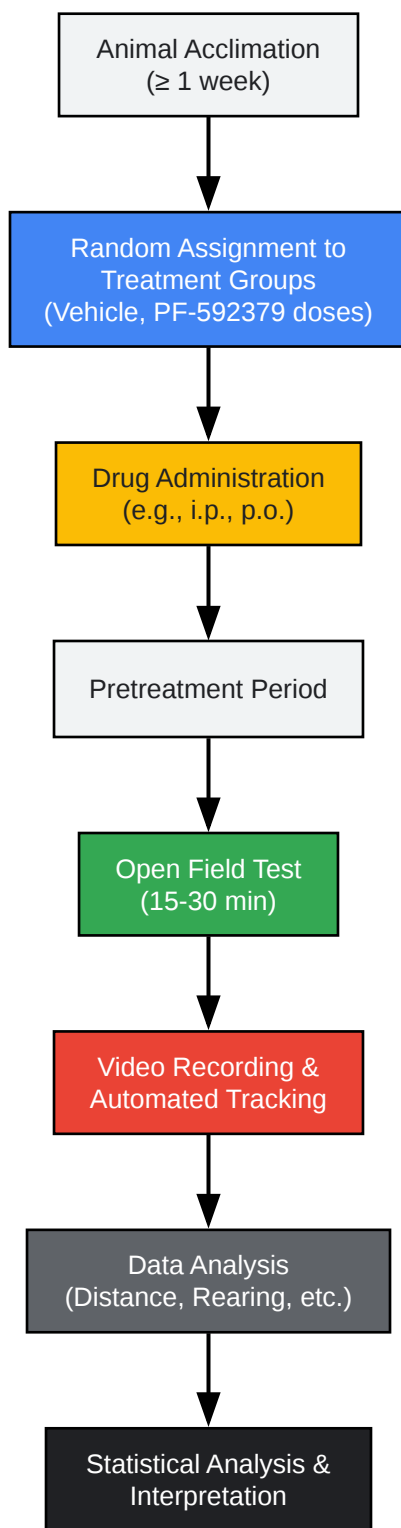 Animal Acclimation
(≥ 1 week)
Random Assignment to
Treatment Groups
(Vehicle, PF-592379 doses)
Drug Administration
(e.g., i.p., p.o.)
Pretreatment Period
Open Field Test
(15-30 min)
Video Recording &
Automated Tracking
Data Analysis
(Distance, Rearing, etc.)
Statistical Analysis &
Interpretation